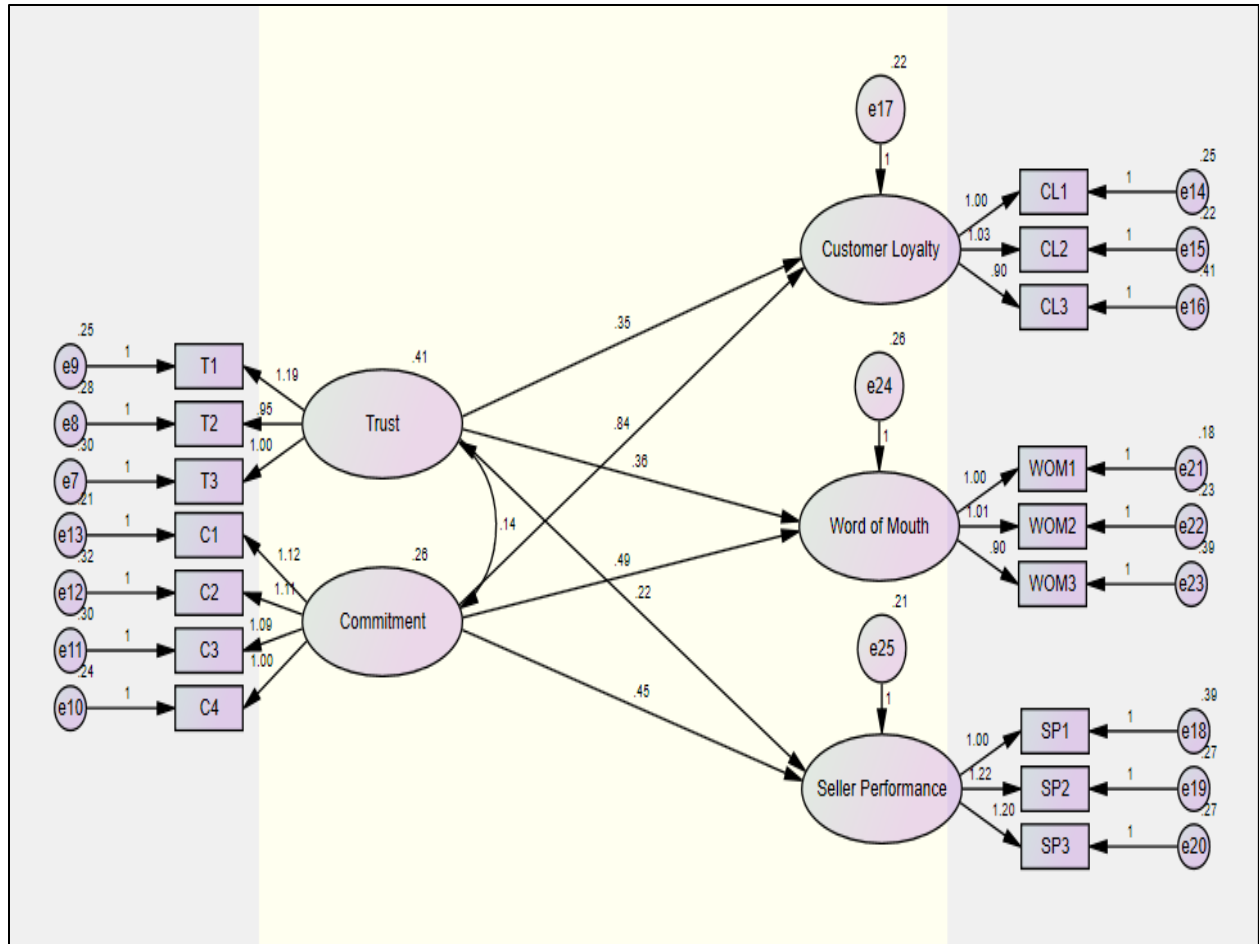 .22
e17
1
.25
CL1
1
e14
1.00
.22
Customer Loyalty
1.03
CL2
1
e15
.41
.90
CL3
1
e16
.35
.25
e9
1
T1
1.19
.41
.28
e8
1
T2
.95
Trust
.30
e7
1
T3
1.00
.21
e13
1
C1
1.12
.26
.32
e12
1
C2
1.11
Commitment
.30
e11
1
C3
1.09
.24
e10
1
C4
1.00
.14
.84
.36
.49
.22
.45
.26
e24
1
.18
WOM1
1
e21
1.00
.23
Word of Mouth
1.01
WOM2
1
e22
.39
.90
WOM3
1
e23
.21
e25
1
.39
SP1
1
e18
1.00
.27
Seller Performance
1.22
SP2
1
e19
.27
1.20
SP3
1
e20